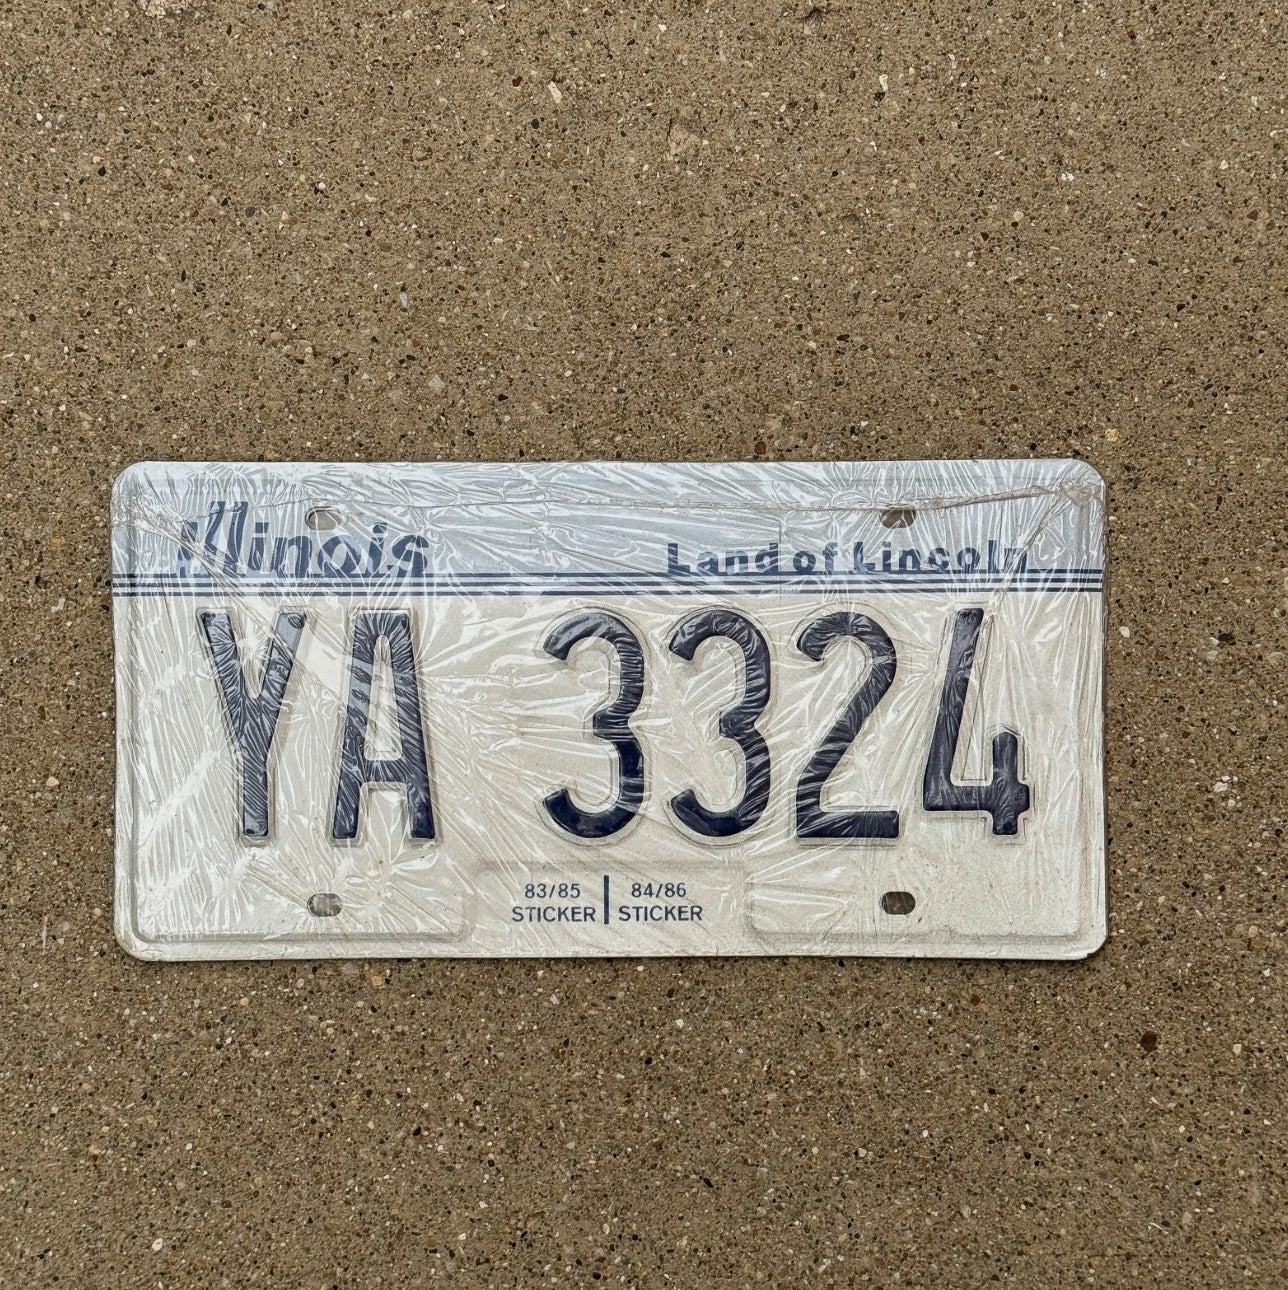 Illinois Land of Lincoln
YA 3324
83/85 84/86
STICKER STICKER